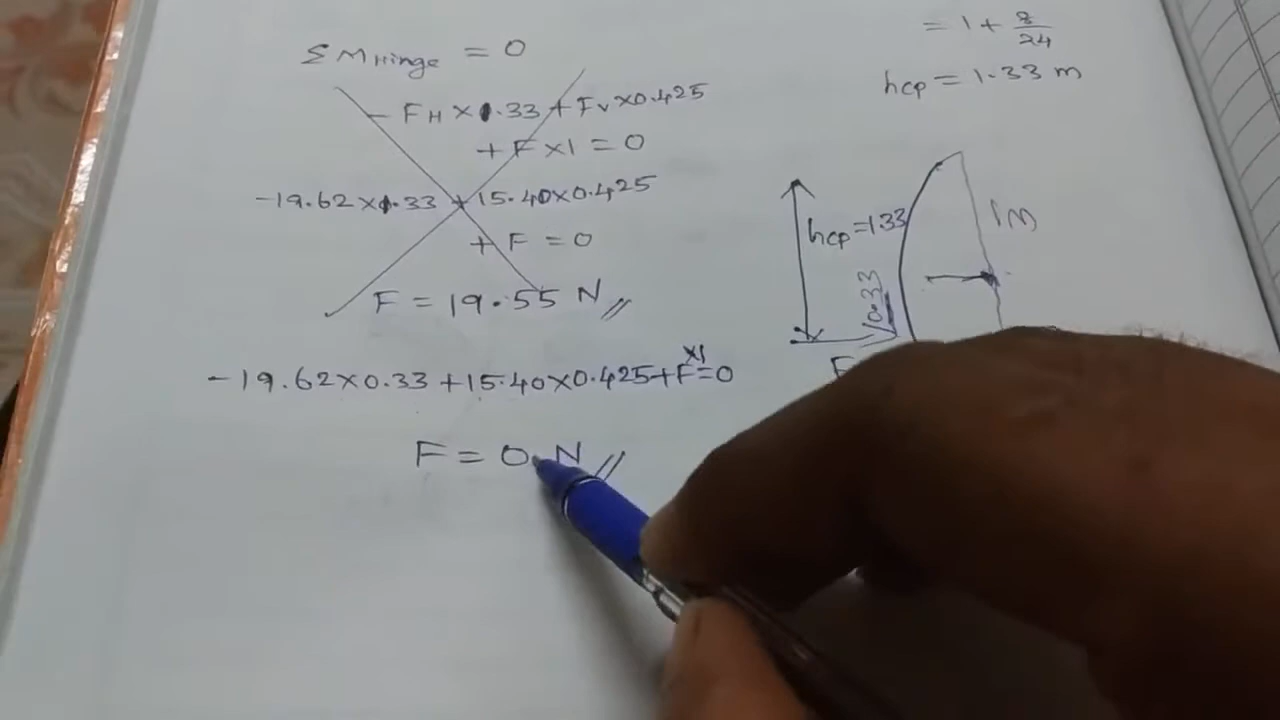 ΣM Hinge = 0
- FH × 0.33 + Fv × 0.425
+ F × 1 = 0
-19.62 × 0.33 + 15.40 × 0.425
+ F = 0
F = 19.55 N //
-19.62 × 0.33 + 15.40 × 0.425 + F ×1 = 0
F = 0 N //
= 1 + 8/24
hcp = 1.33 m
hcp = 1.33
1m
0.33
F